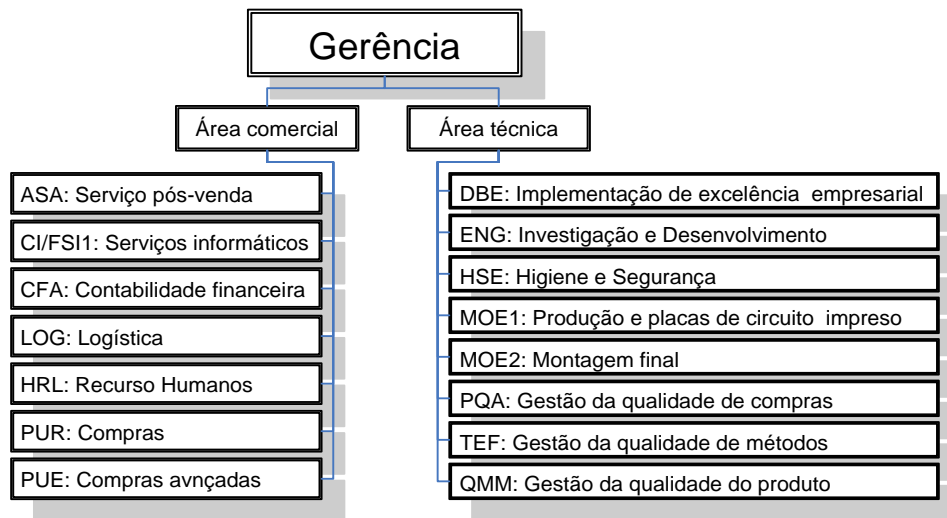 Gerência
Área comercial
Área técnica
ASA: Serviço pós-venda
CI/FSI1: Serviços informáticos
CFA: Contabilidade financeira
LOG: Logística
HRL: Recurso Humanos
PUR: Compras
PUE: Compras avnçadas
DBE: Implementação de excelência empresarial
ENG: Investigação e Desenvolvimento
HSE: Higiene e Segurança
MOE1: Produção e placas de circuito impreso
MOE2: Montagem final
PQA: Gestão da qualidade de compras
TEF: Gestão da qualidade de métodos
QMM: Gestão da qualidade do produto